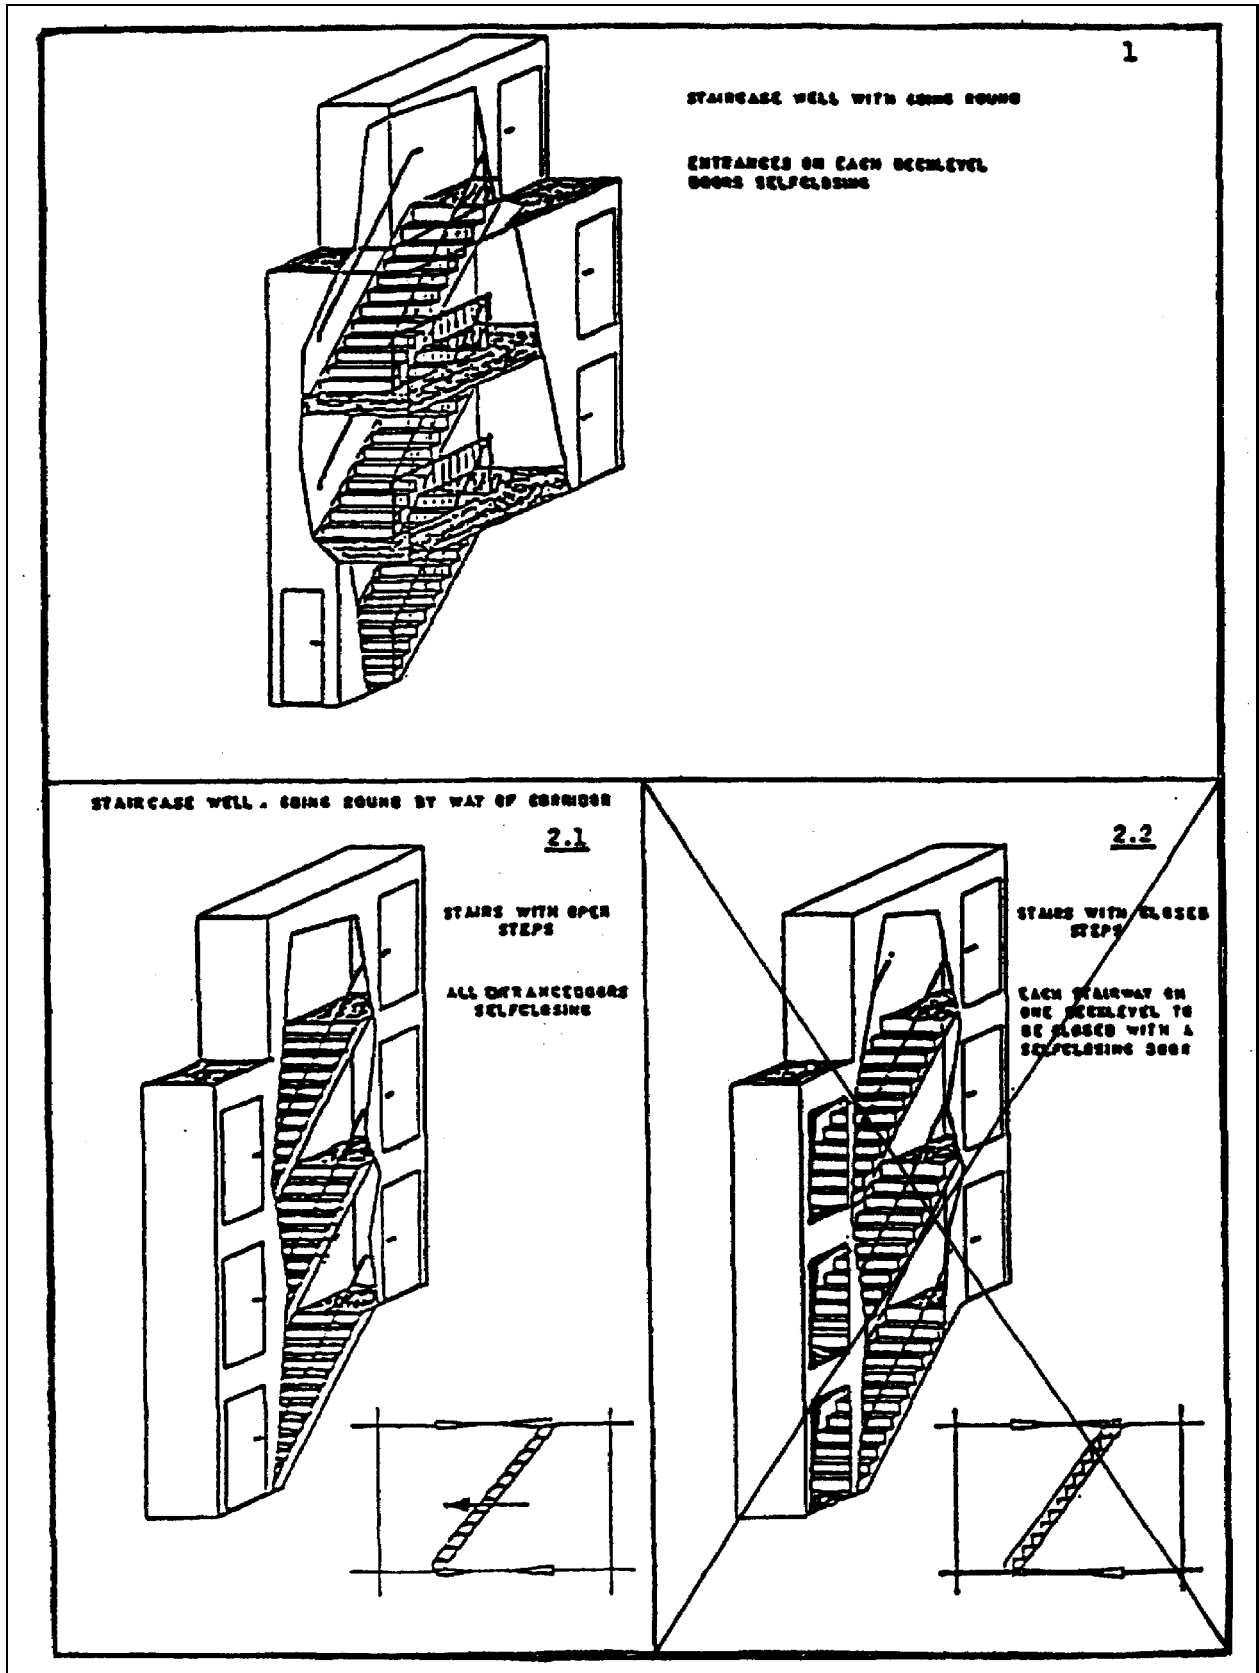 1
STAIRCASE WELL WITH GOING ROUND
ENTRANCES ON EACH DECKLEVEL
DOORS SELFCLOSING
STAIRCASE WELL . GOING ROUND BY WAY OF CORRIDOR
2.1
STAIRS WITH OPEN
STEPS
ALL ENTRANCEDOORS
SELFCLOSING
2.2
STAIRS WITH CLOSED
STEPS
EACH STAIRWAY ON
ONE DECKLEVEL TO
BE CLOSED WITH A
SELFCLOSING DOOR